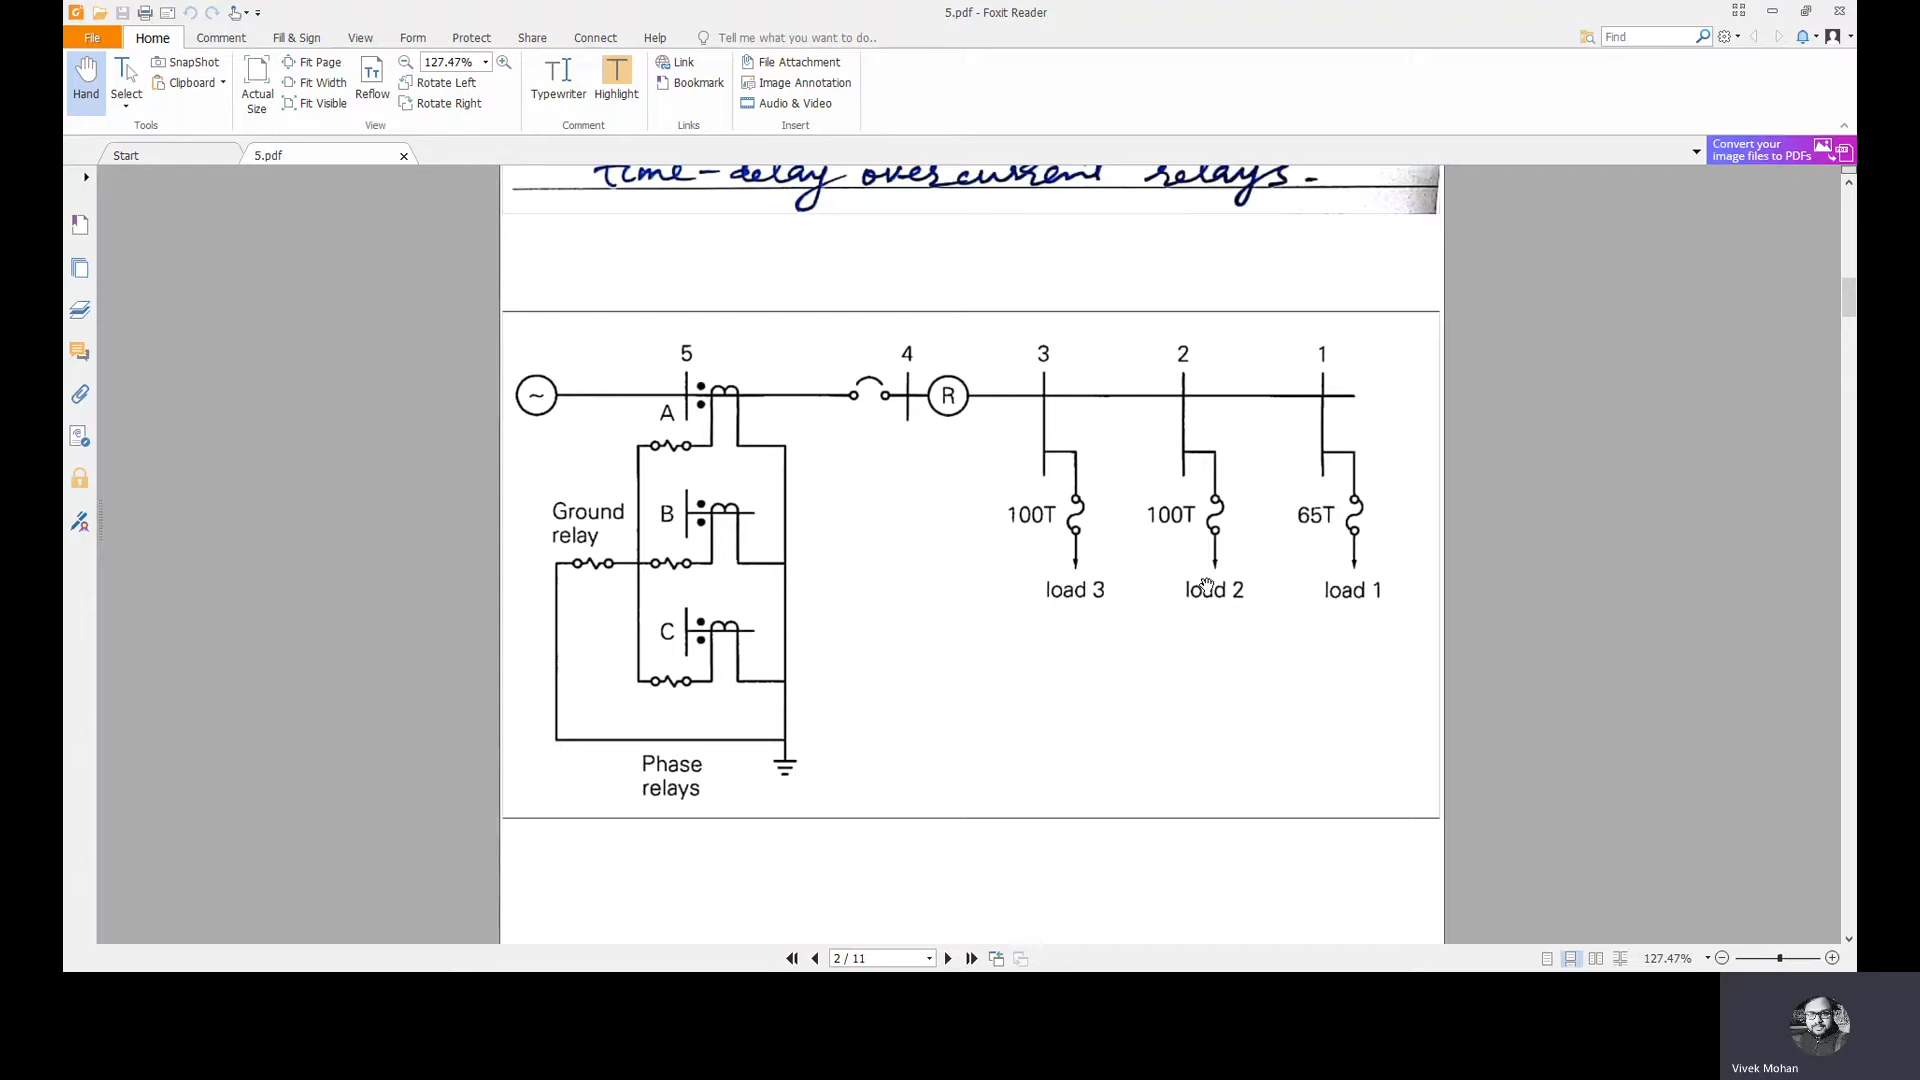 5.pdf - Foxit Reader
File Home Comment Fill & Sign View Form Protect Share Connect Help Tell me what you want to do.. Find
Hand Select SnapShot Clipboard Actual Size Fit Page Fit Width Fit Visible Reflow 127.47% Rotate Left Rotate Right Typewriter Highlight Link Bookmark File Attachment Image Annotation Audio & Video
Tools View Comment Links Insert
Start 5.pdf
Convert your
image files to PDFs
PDF
Time-delay overcurrent relays.
5 4 3 2 1
A R
Ground
relay
B
C
100T 100T 65T
load 3 load 2 load 1
Phase
relays
2 / 11 127.47%
Vivek Mohan